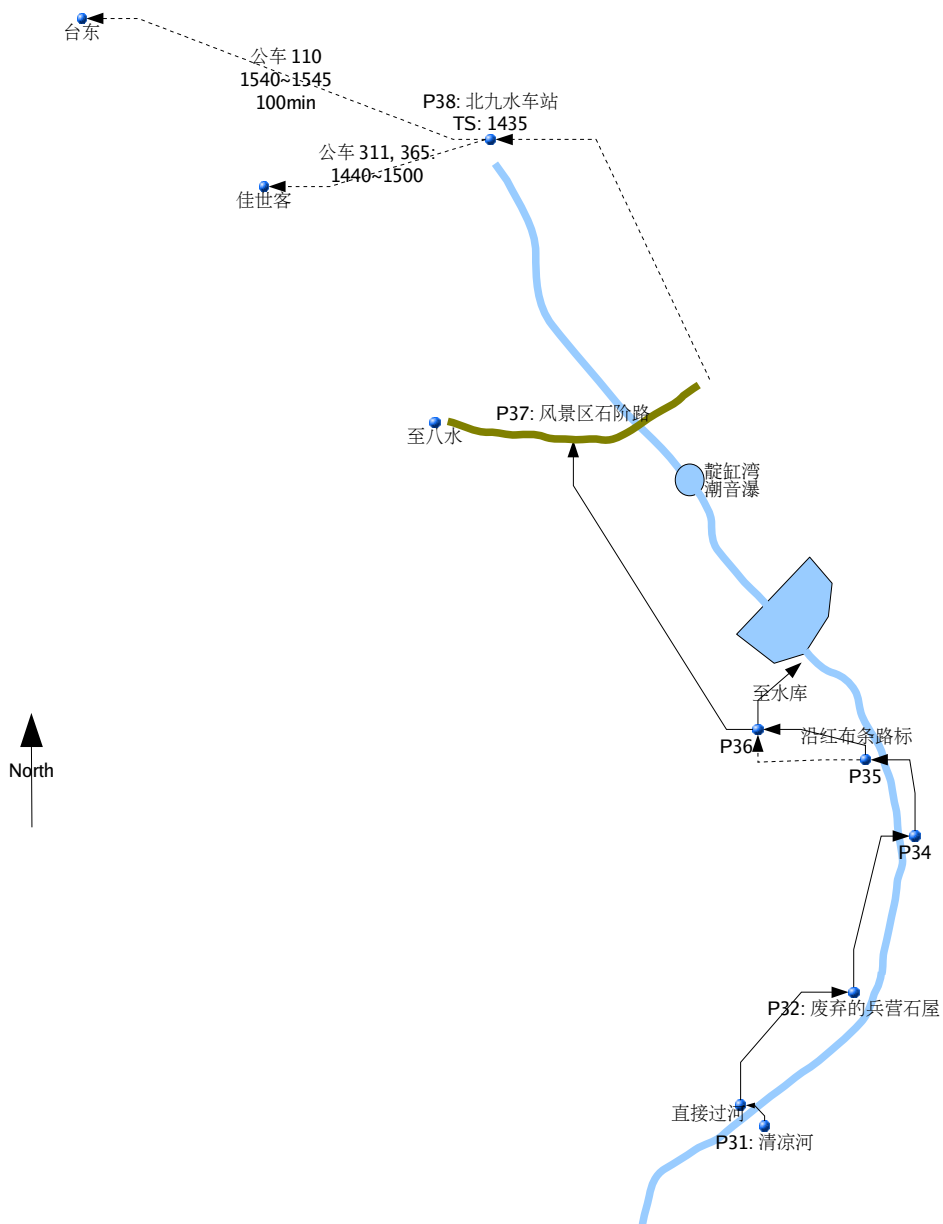 台东
公车 110
1540~1545
100min
P38: 北九水车站
TS: 1435
公车 311, 365:
1440~1500
佳世客
P37: 风景区石阶路
至八水
靛缸湾
潮音瀑
至水库
P36
沿红布条路标
P35
North
P34
P32: 废弃的兵营石屋
直接过河
P31: 清凉河